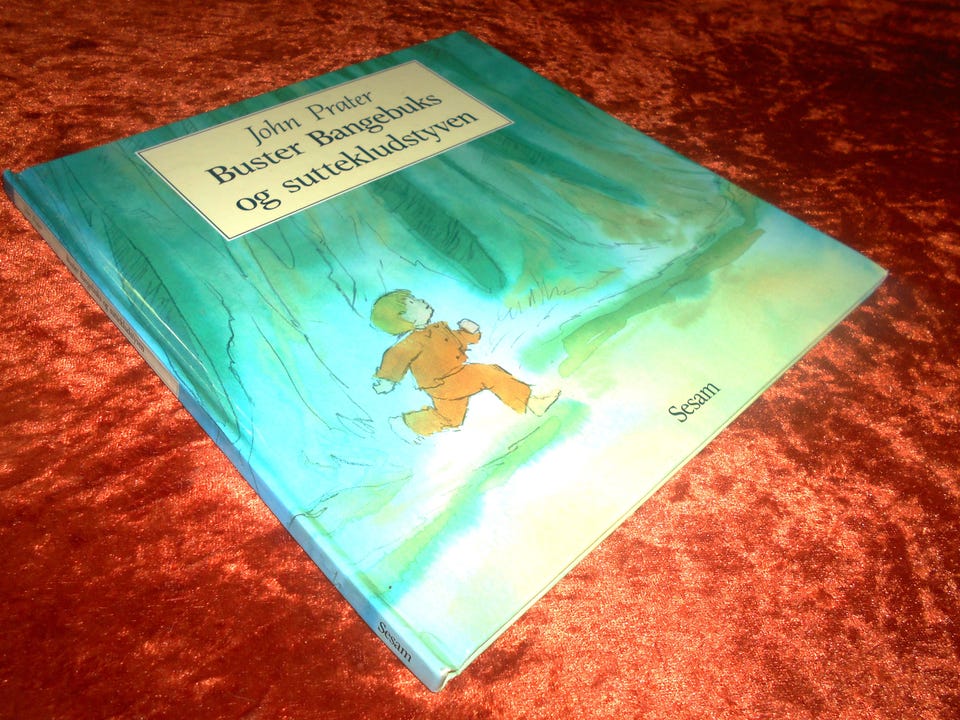 John Prater
Buster Bangebuks
og suttekludstyven
Sesam
Sesam